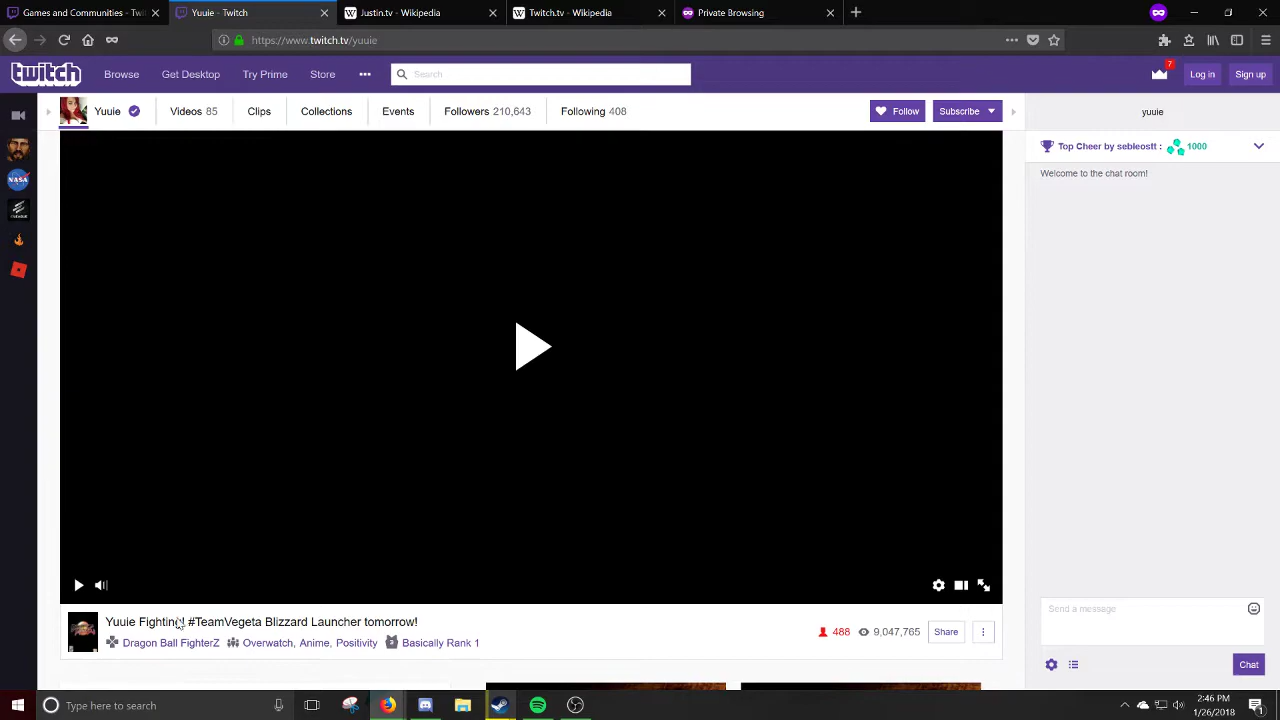 Games and Communities - Twi
Yuuie - Twitch
Justin.tv - Wikipedia
Twitch.tv - Wikipedia
Private Browsing
https://www.twitch.tv/yuuie
twitch
Browse
Get Desktop
Try Prime
Store
Search
7
Log in
Sign up
Yuuie
Videos 85
Clips
Collections
Events
Followers 210,643
Following 408
Follow
Subscribe
yuuie
NASA
Top Cheer by sebleostt : 1000
Welcome to the chat room!
Yuuie Fighting! #TeamVegeta Blizzard Launcher tomorrow!
Dragon Ball FighterZ
Overwatch, Anime, Positivity
Basically Rank 1
488
9,047,765
Share
Send a message
Chat
Type here to search
2:46 PM
1/26/2018